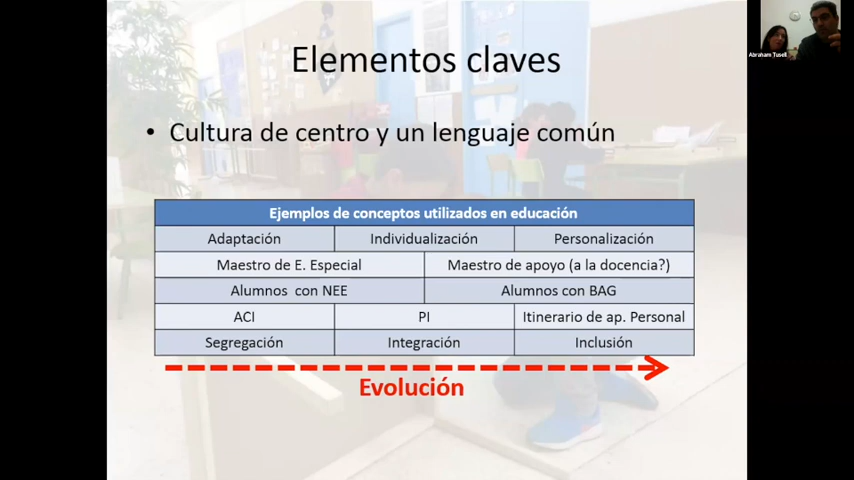 Elementos claves
Abraham Tusell
• Cultura de centro y un lenguaje común
Ejemplos de conceptos utilizados en educación
Adaptación Individualización Personalización
Maestro de E. Especial Maestro de apoyo (a la docencia?)
Alumnos con NEE Alumnos con BAG
ACI PI Itinerario de ap. Personal
Segregación Integración Inclusión
Evolución